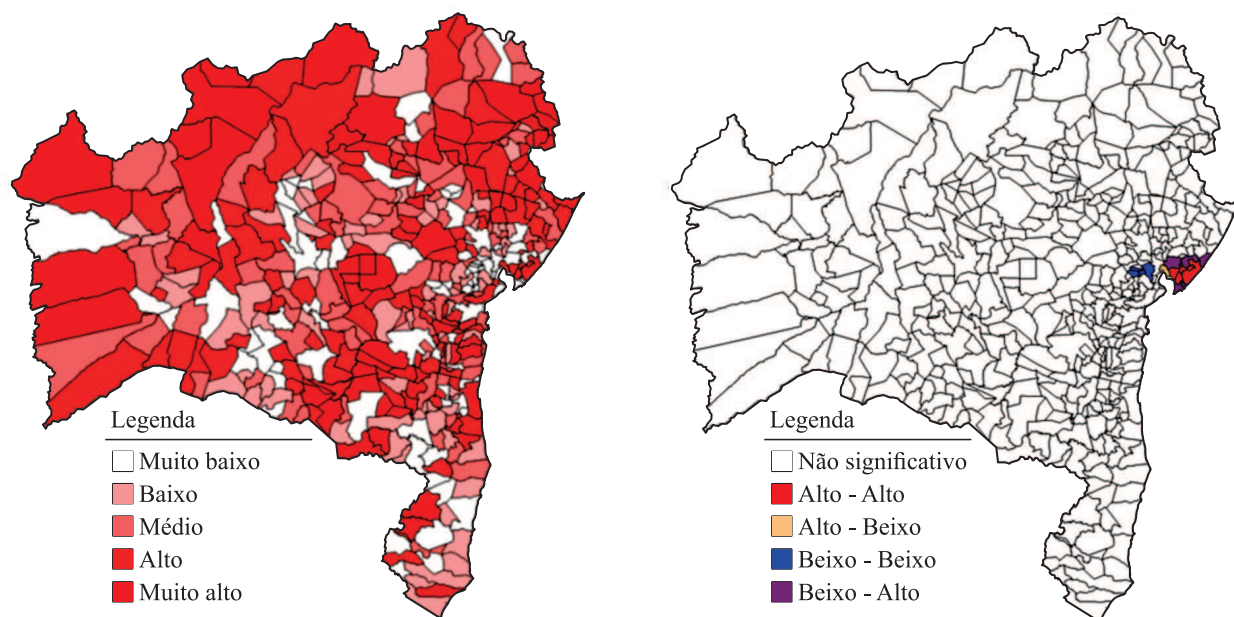 Legenda
Muito baixo
Baixo
Médio
Alto
Muito alto
Legenda
Não significativo
Alto - Alto
Alto - Beixo
Beixo - Beixo
Beixo - Alto